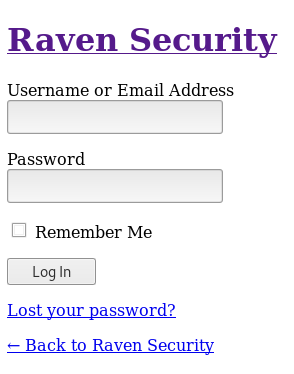 Raven Security
Username or Email Address
Password
Remember Me
Log In
Lost your password?
← Back to Raven Security